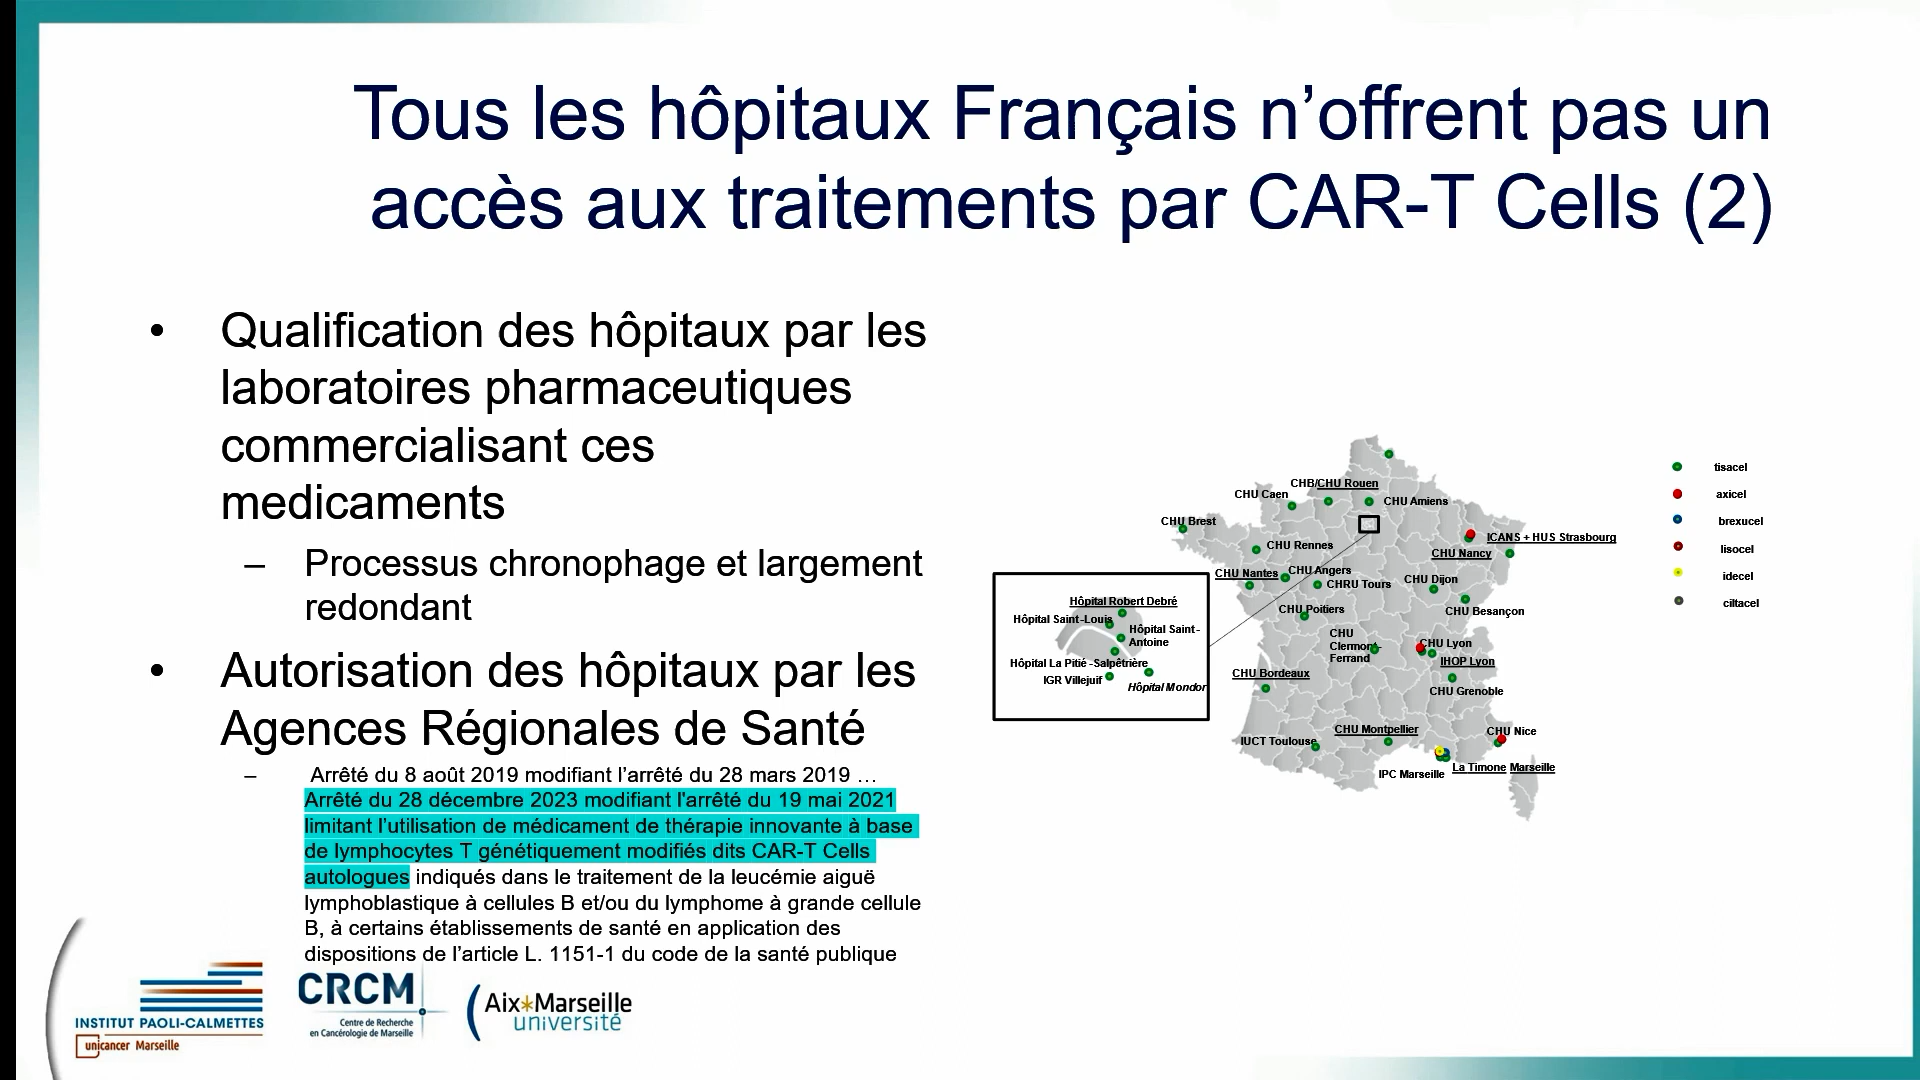 Tous les hôpitaux Français n’offrent pas un
accès aux traitements par CAR-T Cells (2)
• Qualification des hôpitaux par les
laboratoires pharmaceutiques
commercialisant ces
medicaments
– Processus chronophage et largement
redondant
• Autorisation des hôpitaux par les
Agences Régionales de Santé
– Arrêté du 8 août 2019 modifiant l’arrêté du 28 mars 2019 …
Arrêté du 28 décembre 2023 modifiant l'arrêté du 19 mai 2021
limitant l’utilisation de médicament de thérapie innovante à base
de lymphocytes T génétiquement modifiés dits CAR-T Cells
autologues indiqués dans le traitement de la leucémie aiguë
lymphoblastique à cellules B et/ou du lymphome à grande cellule
B, à certains établissements de santé en application des
dispositions de l’article L. 1151-1 du code de la santé publique
CHB/CHU Rouen
CHU Caen
CHU Amiens
CHU Brest
CHU Rennes
ICANS + HUS Strasbourg
CHU Nancy
CHU Nantes
CHU Angers
CHRU Tours
CHU Dijon
CHU Besançon
CHU Poitiers
CHU
Clermont-
Ferrand
CHU Lyon
IHOP Lyon
CHU Bordeaux
CHU Grenoble
CHU Montpellier
CHU Nice
IUCT Toulouse
IPC Marseille
La Timone Marseille
Hôpital Robert Debré
Hôpital Saint-Louis
Hôpital Saint-
Antoine
Hôpital La Pitié -Salpêtrière
IGR Villejuif
Hôpital Mondor
tisacel
axicel
brexucel
lisocel
idecel
ciltacel
INSTITUT PAOLI-CALMETTES
unicancer Marseille
CRCM
Centre de Recherche
en Cancérologie de Marseille
Aix*Marseille
université